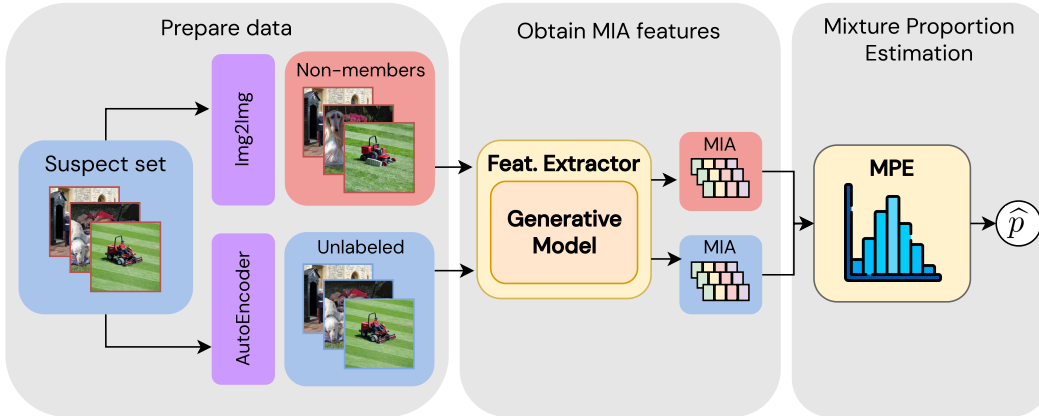 Prepare data
Obtain MIA features
Mixture Proportion
Estimation
Suspect set
Img2Img
Non-members
AutoEncoder
Unlabeled
Feat. Extractor
Generative
Model
MIA
MIA
MPE
p̂